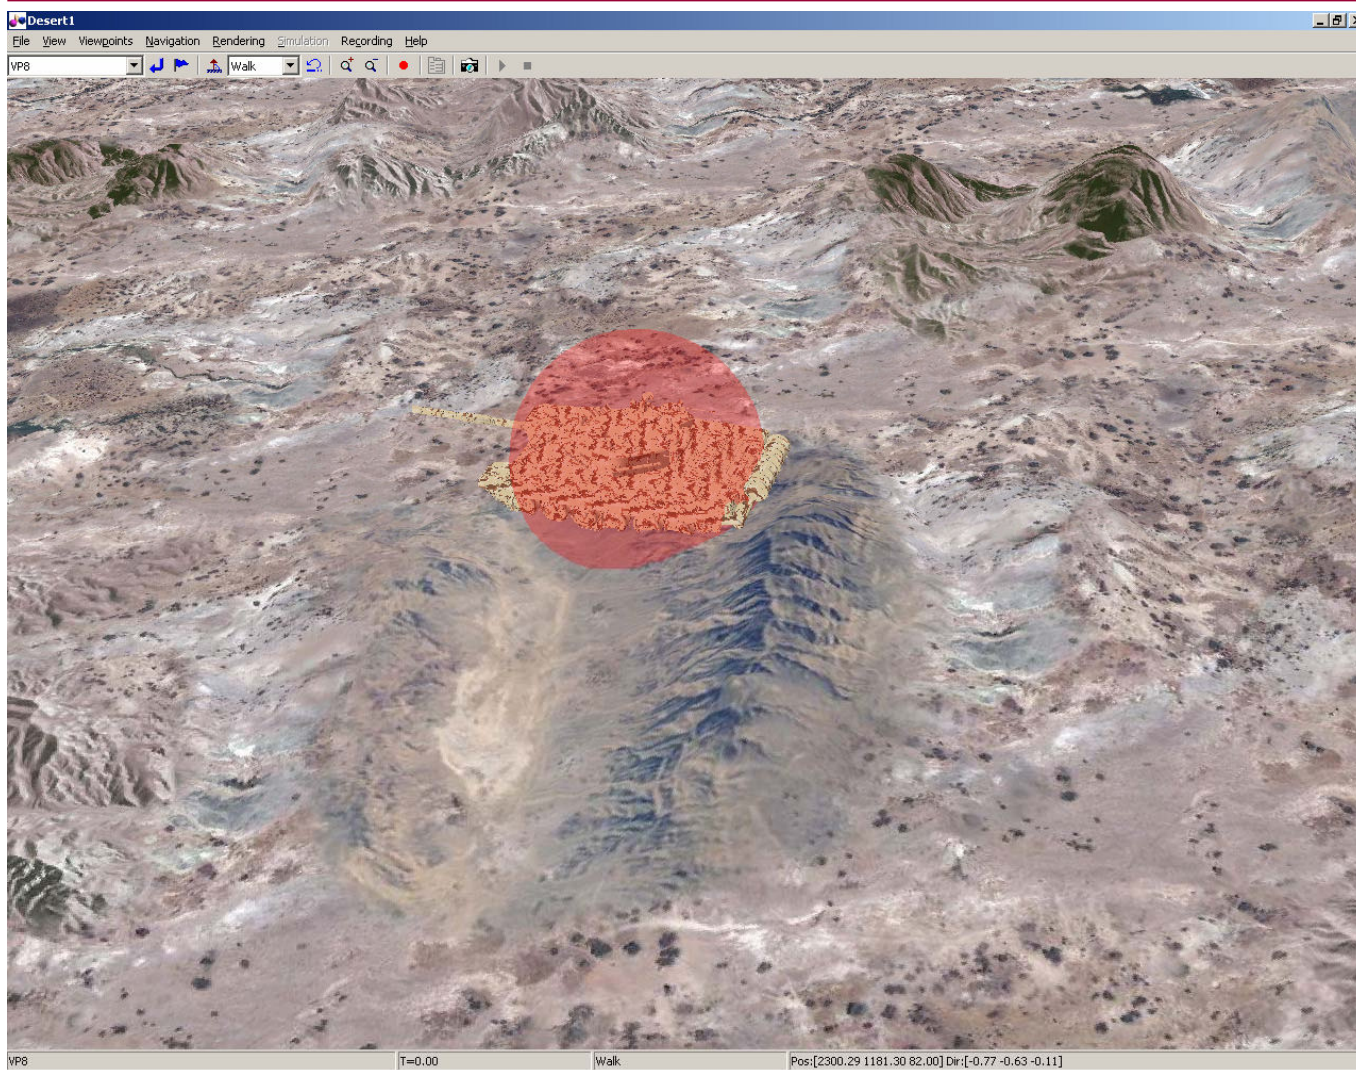 Desert1
File View Viewpoints Navigation Rendering Simulation Recording Help
VP8 Walk
VP8 T=0.00 Walk Pos:[2300.29 1181.30 82.00] Dir:[-0.77 -0.63 -0.11]